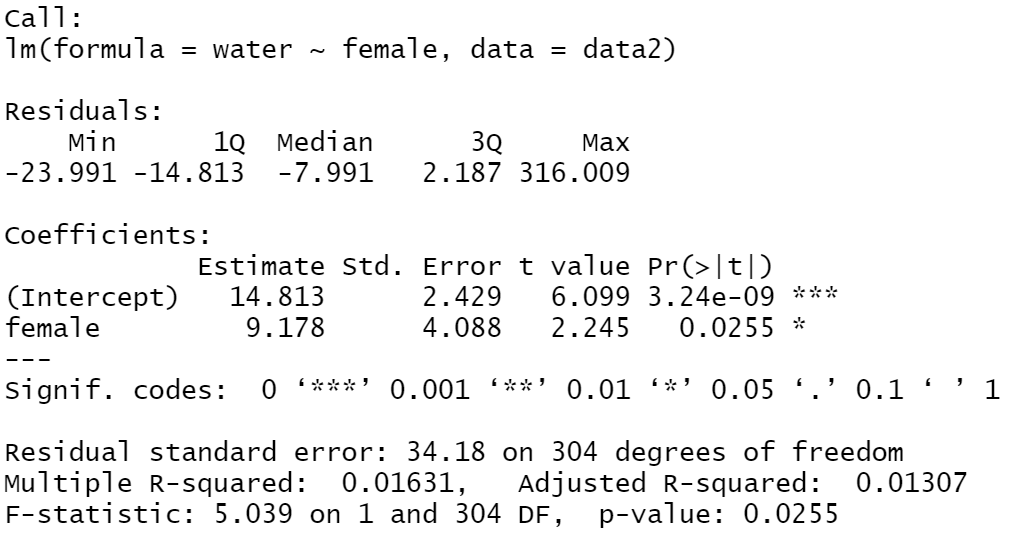 Call:
lm(formula = water ~ female, data = data2)
Residuals:
    Min      1Q  Median      3Q     Max
-23.991 -14.813  -7.991   2.187 316.009
Coefficients:
            Estimate Std. Error t value Pr(>|t|)
(Intercept)   14.813      2.429   6.099 3.24e-09 ***
female         9.178      4.088   2.245   0.0255 *
---
Signif. codes:  0 ‘***’ 0.001 ‘**’ 0.01 ‘*’ 0.05 ‘.’ 0.1 ‘ ’ 1
Residual standard error: 34.18 on 304 degrees of freedom
Multiple R-squared:  0.01631,   Adjusted R-squared:  0.01307
F-statistic: 5.039 on 1 and 304 DF,  p-value: 0.0255